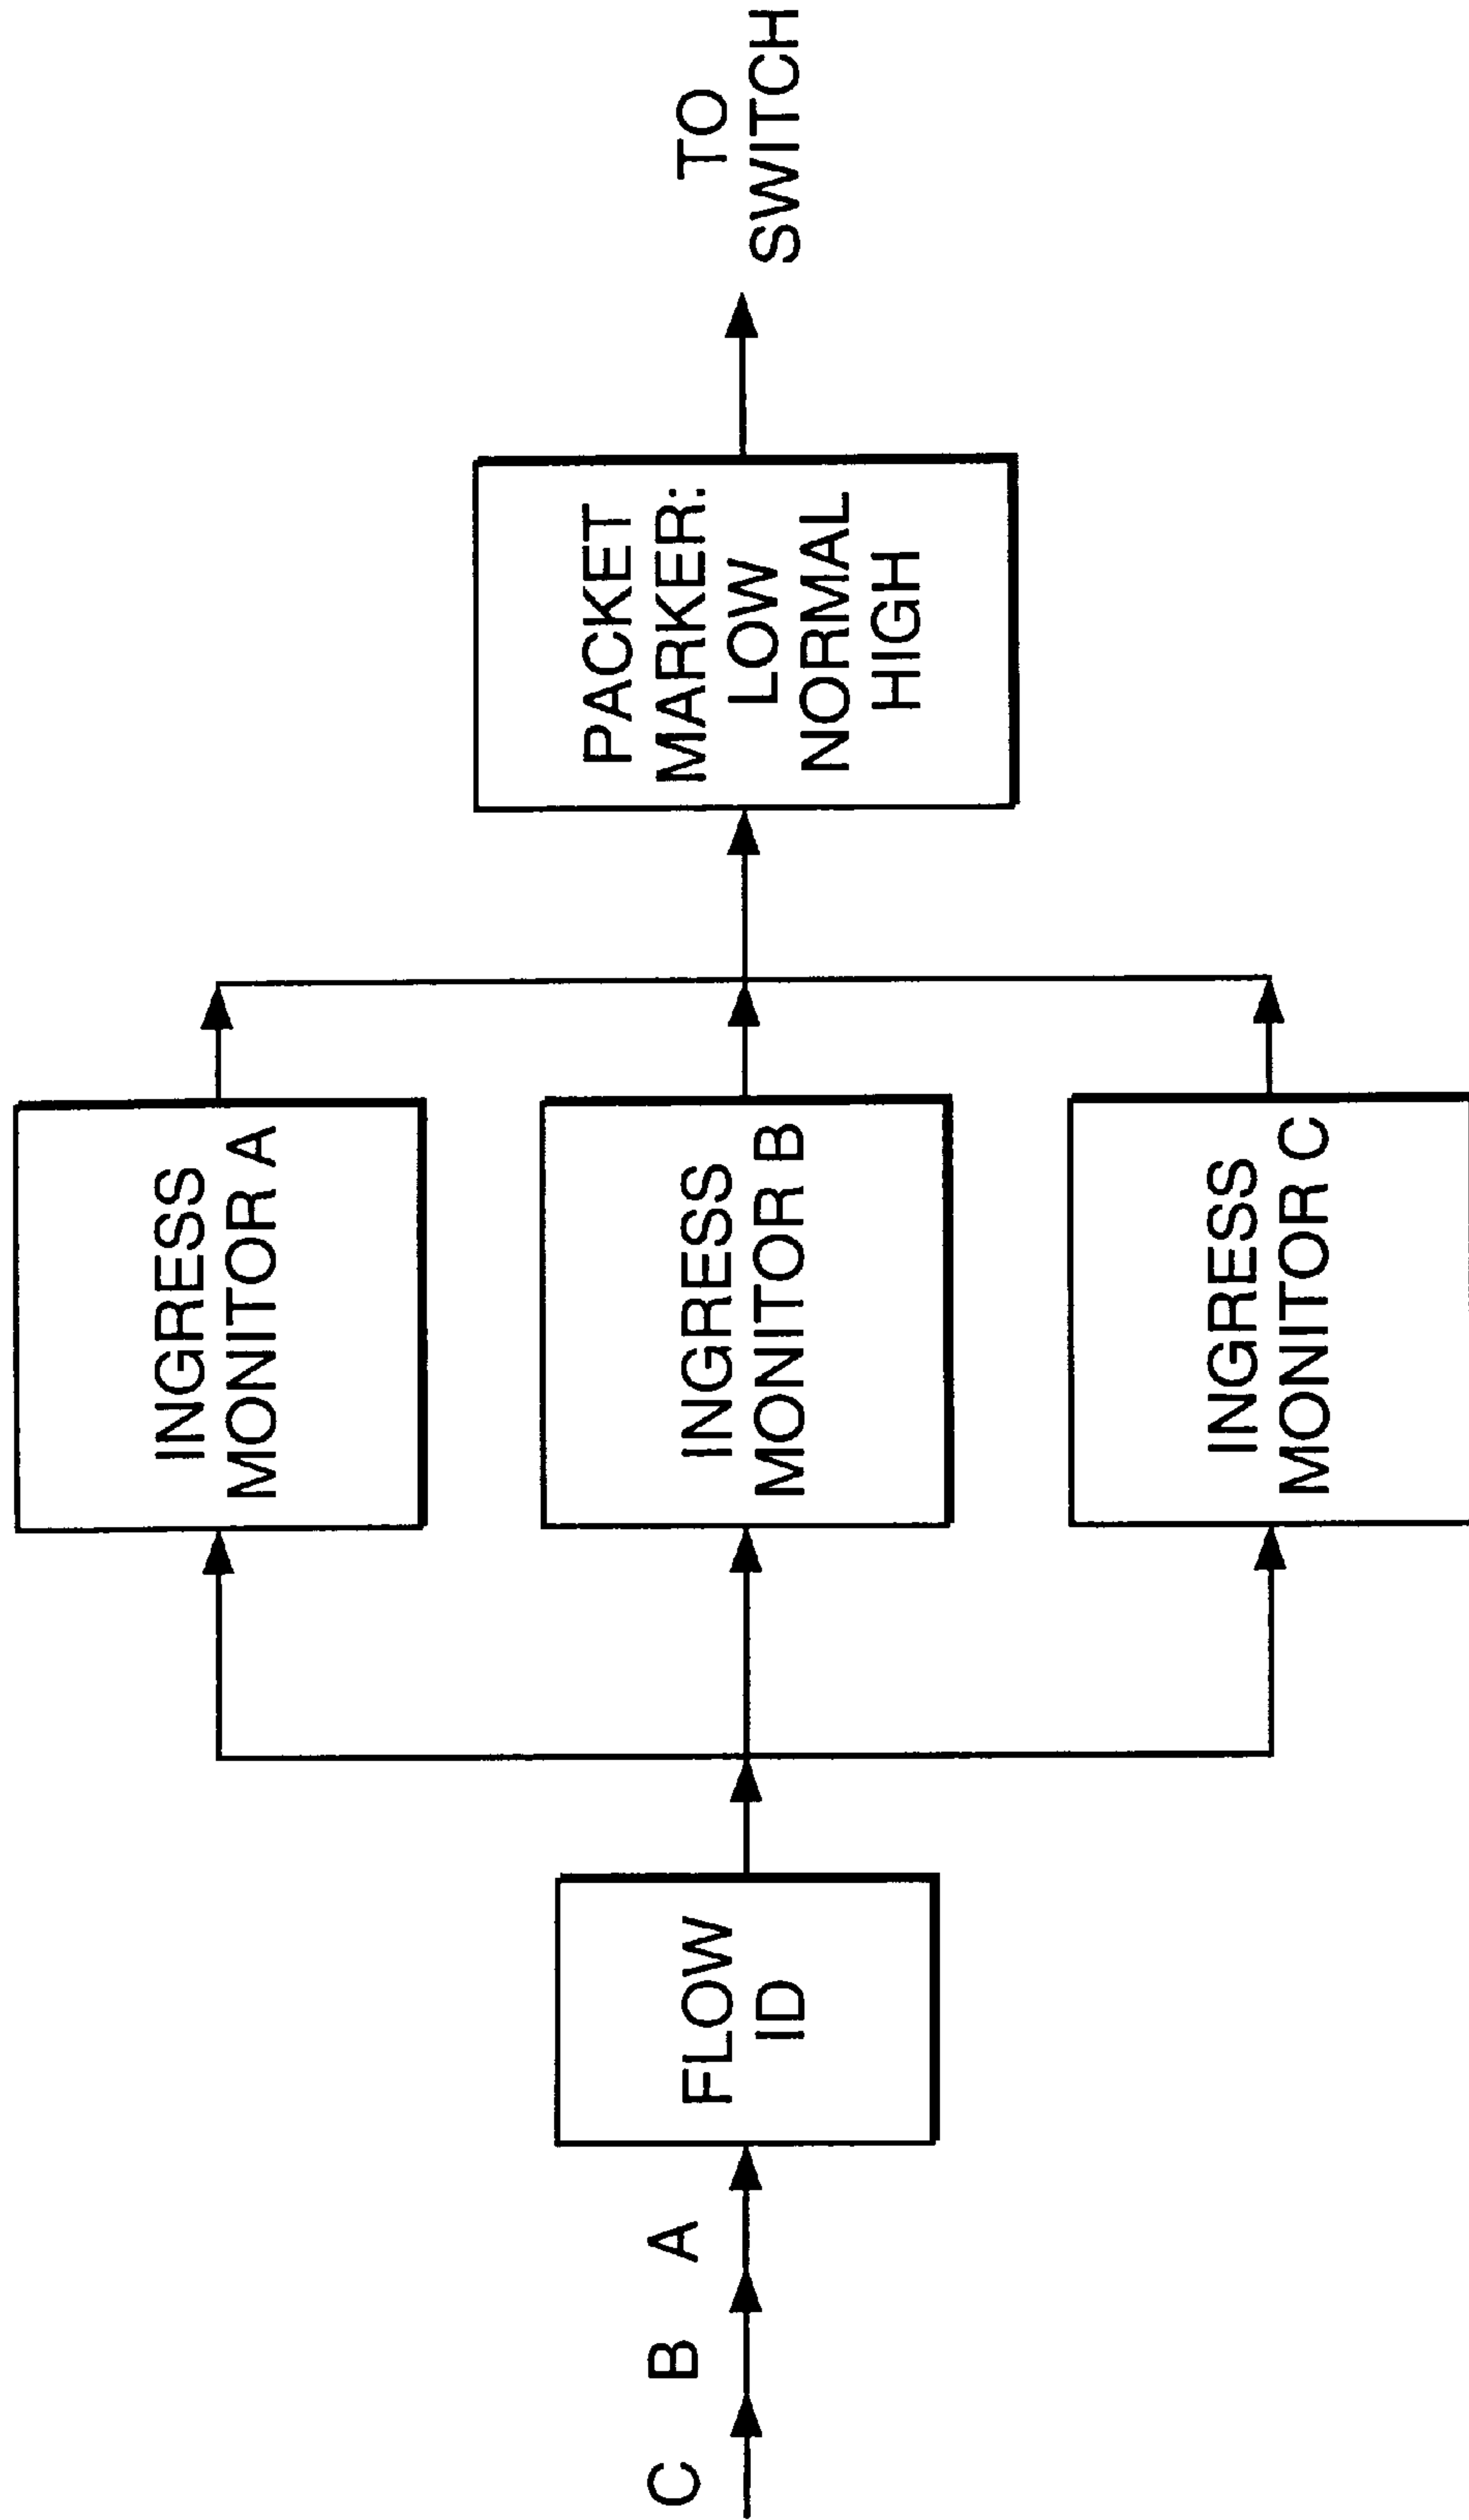 C B A
FLOW
ID
INGRESS
MONITOR A
INGRESS
MONITOR B
INGRESS
MONITOR C
PACKET
MARKER:
LOW
NORMAL
HIGH
TO
SWITCH